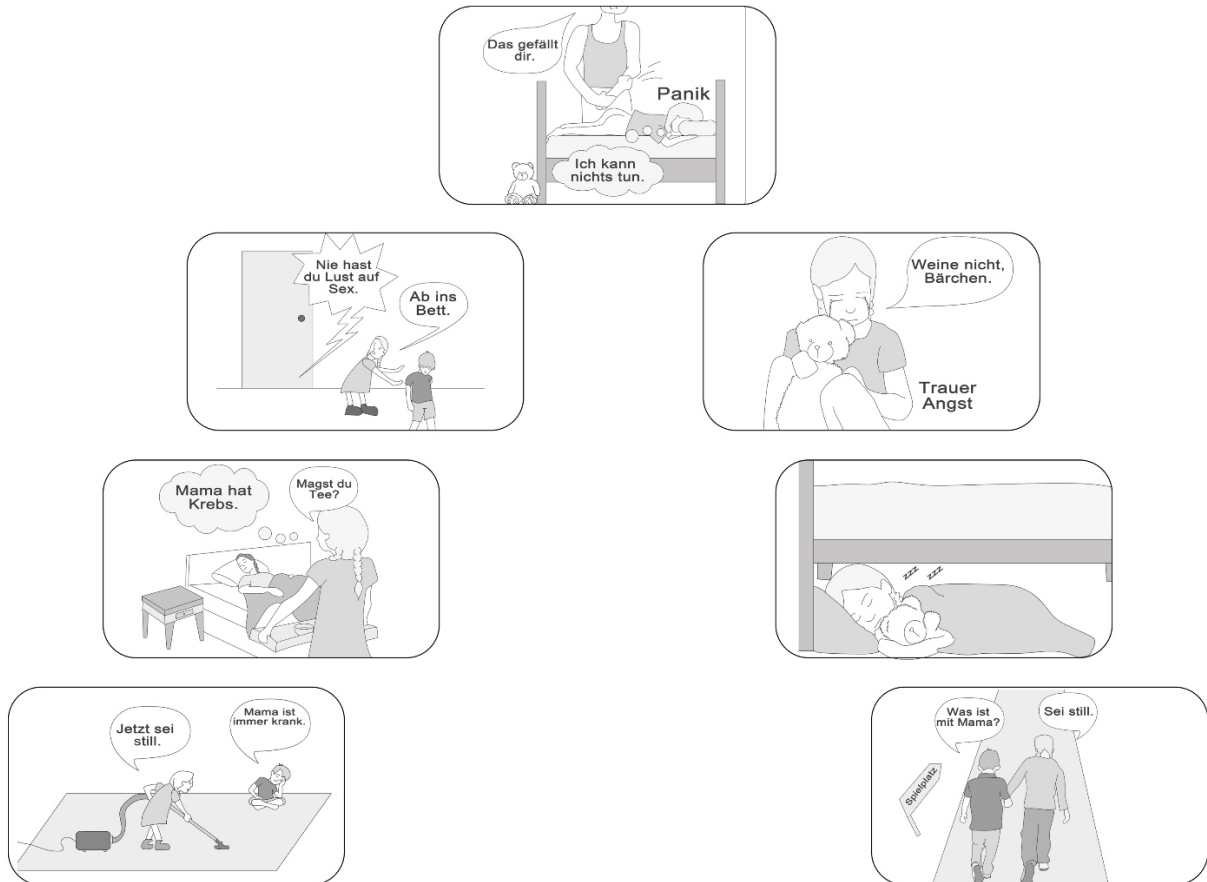 Das gefällt
dir.
Panik
Ich kann
nichts tun.
Nie hast
du Lust auf
Sex.
Ab ins
Bett.
Weine nicht,
Bärchen.
Trauer
Angst
Mama hat
Krebs.
Magst du
Tee?
zzz zzz
Jetzt sei
still.
Mama ist
immer krank.
Was ist
mit Mama?
Sei still.
Spielplatz